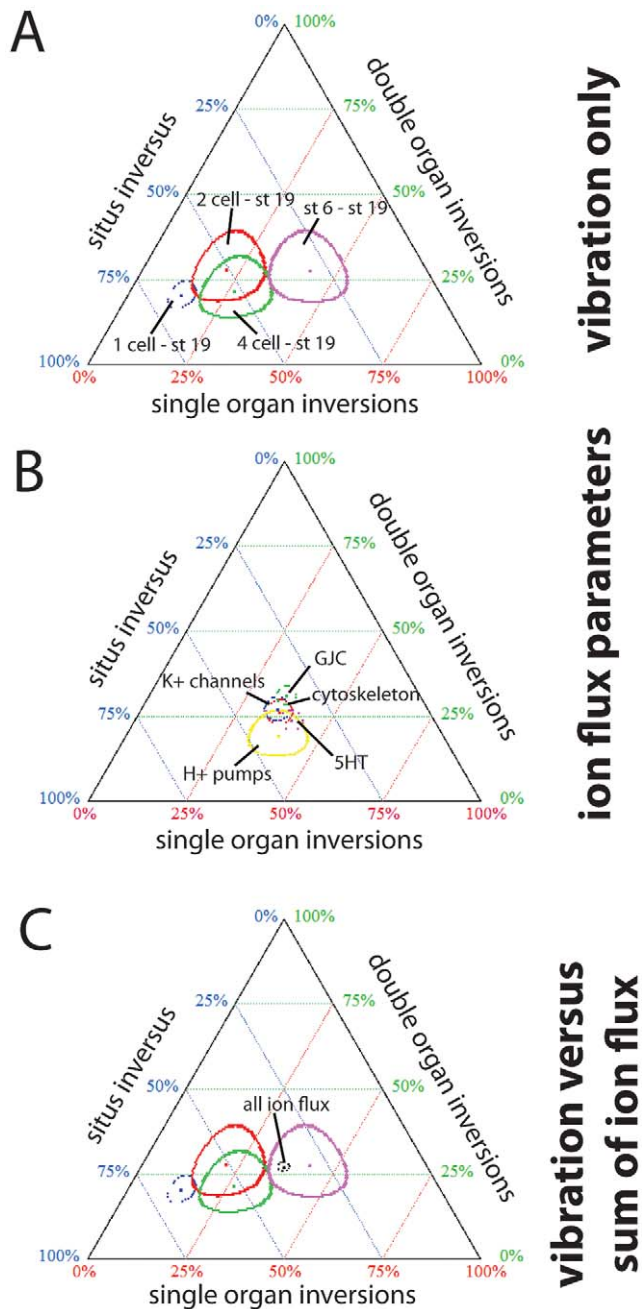 A
0% 100%
situs inversus
double organ inversions
25% 75%
50% 50%
2 cell - st 19 st 6 - st 19
75% 25%
1 cell - st 19 4 cell - st 19
100% 0%
0% 25% 50% 75% 100%
single organ inversions
vibration only
B
0% 100%
situs inversus
double organ inversions
25% 75%
50% 50%
GJC
K+ channels cytoskeleton
75% 25%
H+ pumps 5HT
100% 0%
0% 25% 50% 75% 100%
single organ inversions
ion flux parameters
C
0% 100%
situs inversus
double organ inversions
25% 75%
50% 50%
all ion flux
75% 25%
100% 0%
0% 25% 50% 75% 100%
single organ inversions
vibration versus
sum of ion flux